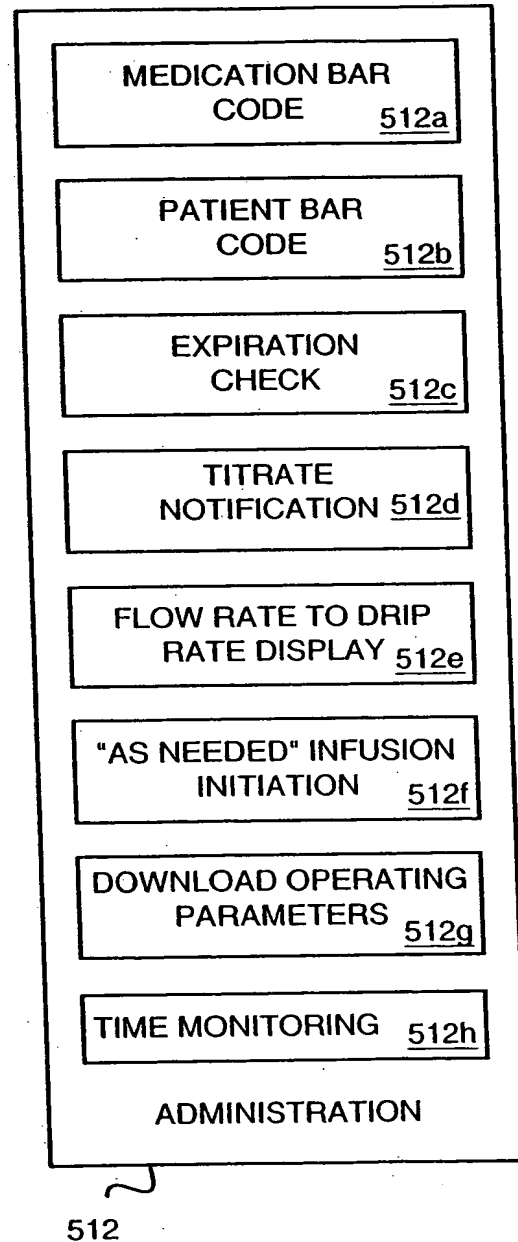 MEDICATION BAR
CODE 512a
PATIENT BAR
CODE 512b
EXPIRATION
CHECK 512c
TITRATE
NOTIFICATION 512d
FLOW RATE TO DRIP
RATE DISPLAY 512e
"AS NEEDED" INFUSION
INITIATION 512f
DOWNLOAD OPERATING
PARAMETERS 512g
TIME MONITORING 512h
ADMINISTRATION
512